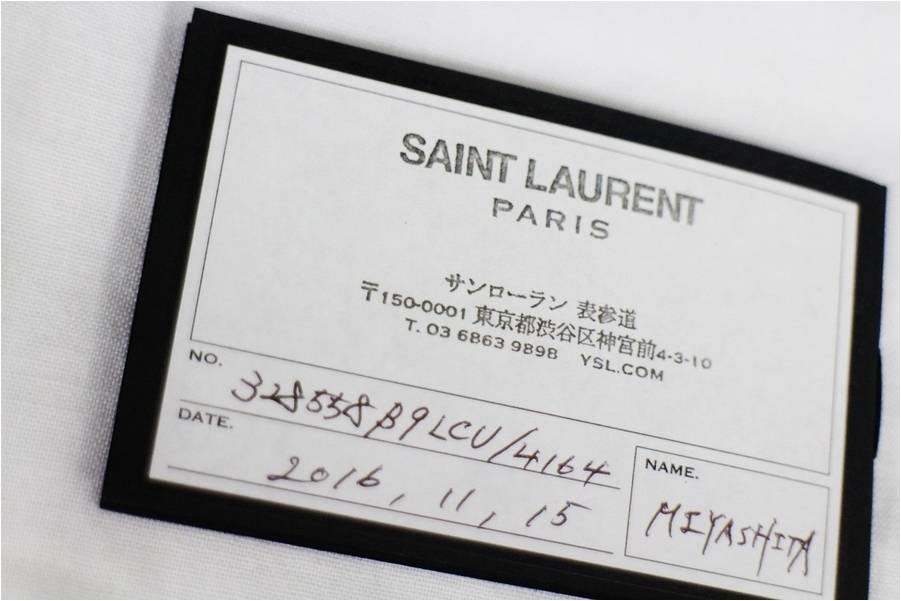 SAINT LAURENT
PARIS
サンローラン 表参道
〒150-0001 東京都渋谷区神宮前4-3-10
T. 03 6863 9898 YSL.COM
NO. 328558B9LCU/4164
DATE. 2016, 11, 15
NAME.
MIYASHITA